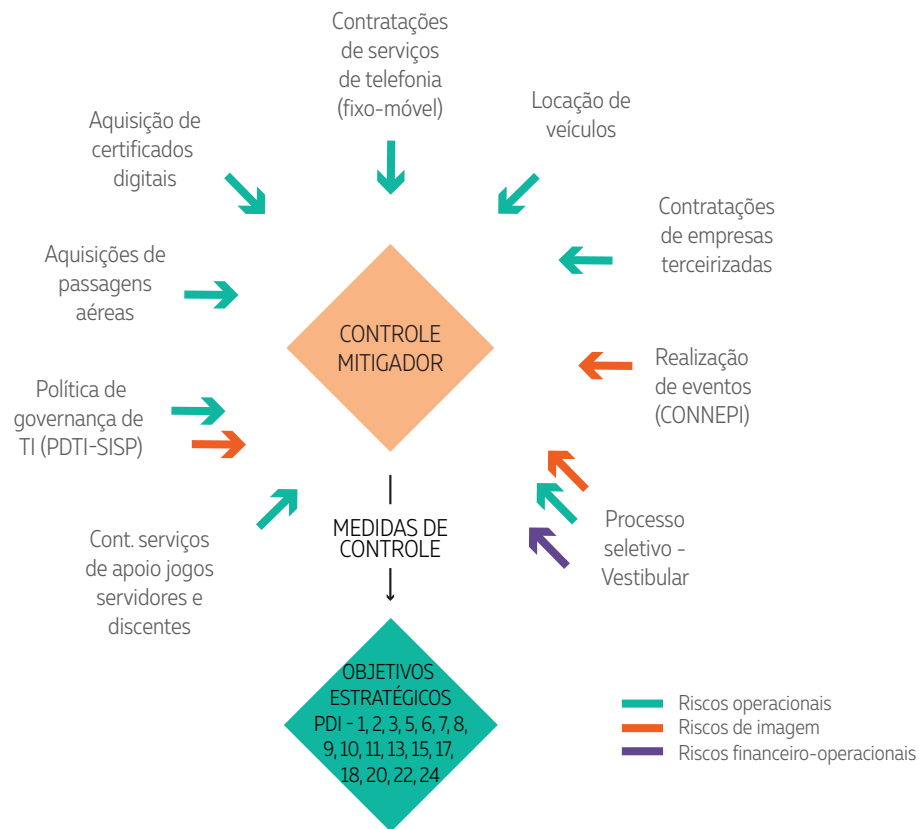 Contratações
de serviços
de telefonia
(fixo-móvel)
Locação de
veículos
Aquisição de
certificados
digitais
Contratações
de empresas
terceirizadas
Aquisições de
passagens
aéreas
CONTROLE
MITIGADOR
Realização
de eventos
(CONNEPI)
Política de
governança de
TI (PDTI-SISP)
Processo
seletivo -
Vestibular
Cont. serviços
de apoio jogos
servidores e
discentes
MEDIDAS DE
CONTROLE
OBJETIVOS
ESTRATÉGICOS
PDI - 1, 2, 3, 5, 6, 7, 8,
9, 10, 11, 13, 15, 17,
18, 20, 22, 24
Riscos operacionais
Riscos de imagem
Riscos financeiro-operacionais